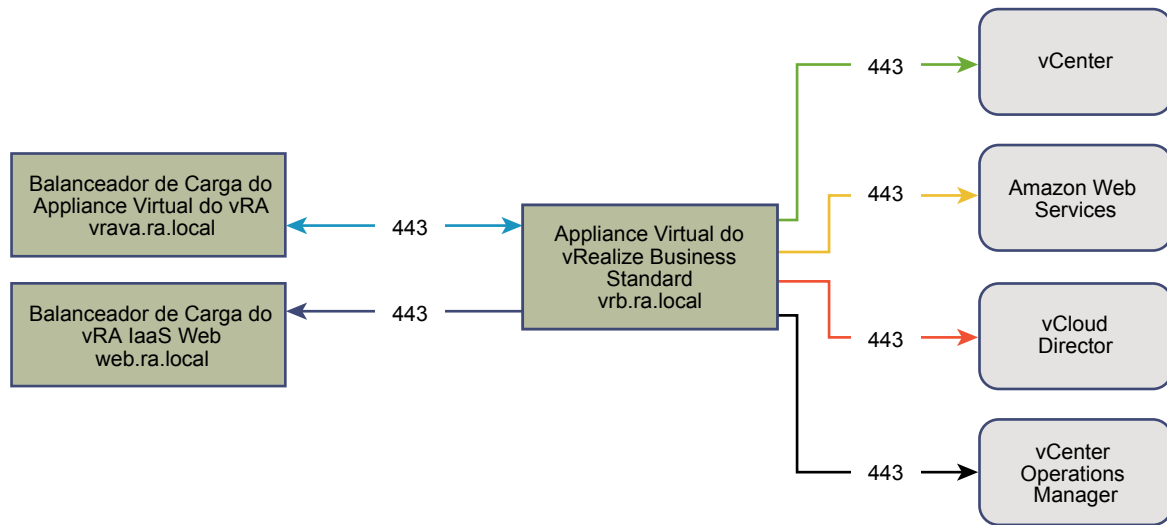 Balanceador de Carga do
Appliance Virtual do vRA
vrava.ra.local
443
Balanceador de Carga do
vRA IaaS Web
web.ra.local
443
Appliance Virtual do
vRealize Business
Standard
vrb.ra.local
443
vCenter
443
Amazon Web
Services
443
vCloud
Director
443
vCenter
Operations
Manager